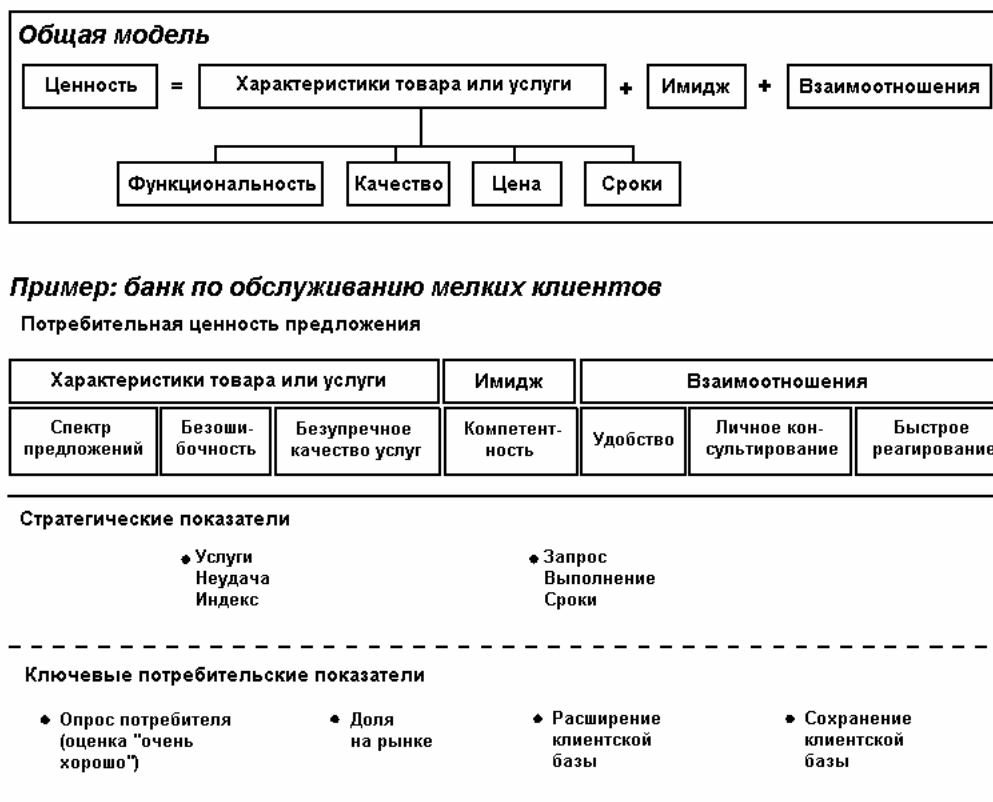 Общая модель
Ценность = Характеристики товара или услуги + Имидж + Взаимоотношения
Функциональность Качество Цена Сроки
Пример: банк по обслуживанию мелких клиентов
Потребительная ценность предложения
Характеристики товара или услуги Имидж Взаимоотношения
Спектр предложений Безоши-бочность Безупречное качество услуг Компетент-ность Удобство Личное кон-сультирование Быстрое реагирование
Стратегические показатели
• Услуги
Неудача
Индекс
• Запрос
Выполнение
Сроки
Ключевые потребительские показатели
• Опрос потребителя
(оценка "очень
хорошо")
• Доля
на рынке
• Расширение
клиентской
базы
• Сохранение
клиентской
базы